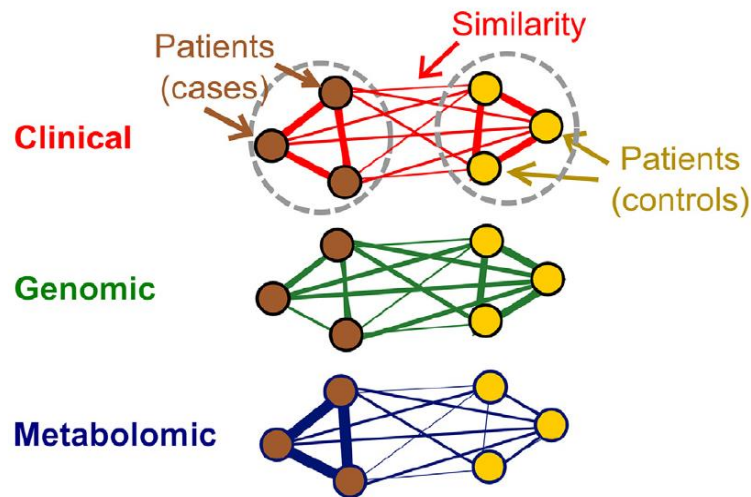 Similarity
Patients
(cases)
Clinical
Patients
(controls)
Genomic
Metabolomic